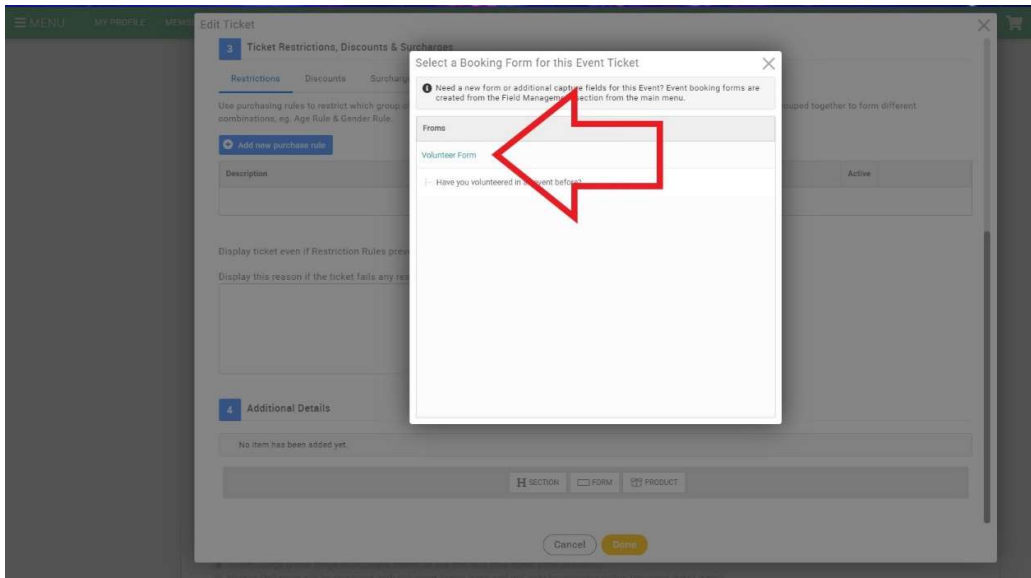 MENU
MY PROFILE
Edit Ticket
3 Ticket Restrictions, Discounts & Surcharges
Restrictions
Discounts
Use purchasing rules to restrict which group
combinations, eg. Age Rule & Gender Rule.
Add new purchase rule
Description
Active
Display ticket even if Restriction Rules
Display this reason if the ticket fails any
4 Additional Details
No item has been added yet.
H SECTION
FORM
PRODUCT
Cancel
Done
Select a Booking Form for this Event Ticket
Need a new form or additional capture fields for this Event? Event booking forms are
created from the Field Management section from the main menu.
Froms
Volunteer Form
Have you volunteered in event before?
grouped together to form different